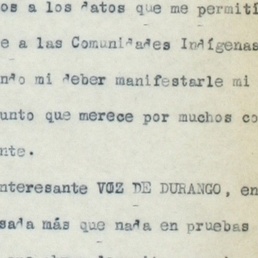 os a los datos que me permití
e a las Comunidades Indígenas
ndo mi deber manifestarle mi
unto que merece por muchos co
nte.
nteresante VOZ DE DURANGO, en
sada más que nada en pruebas